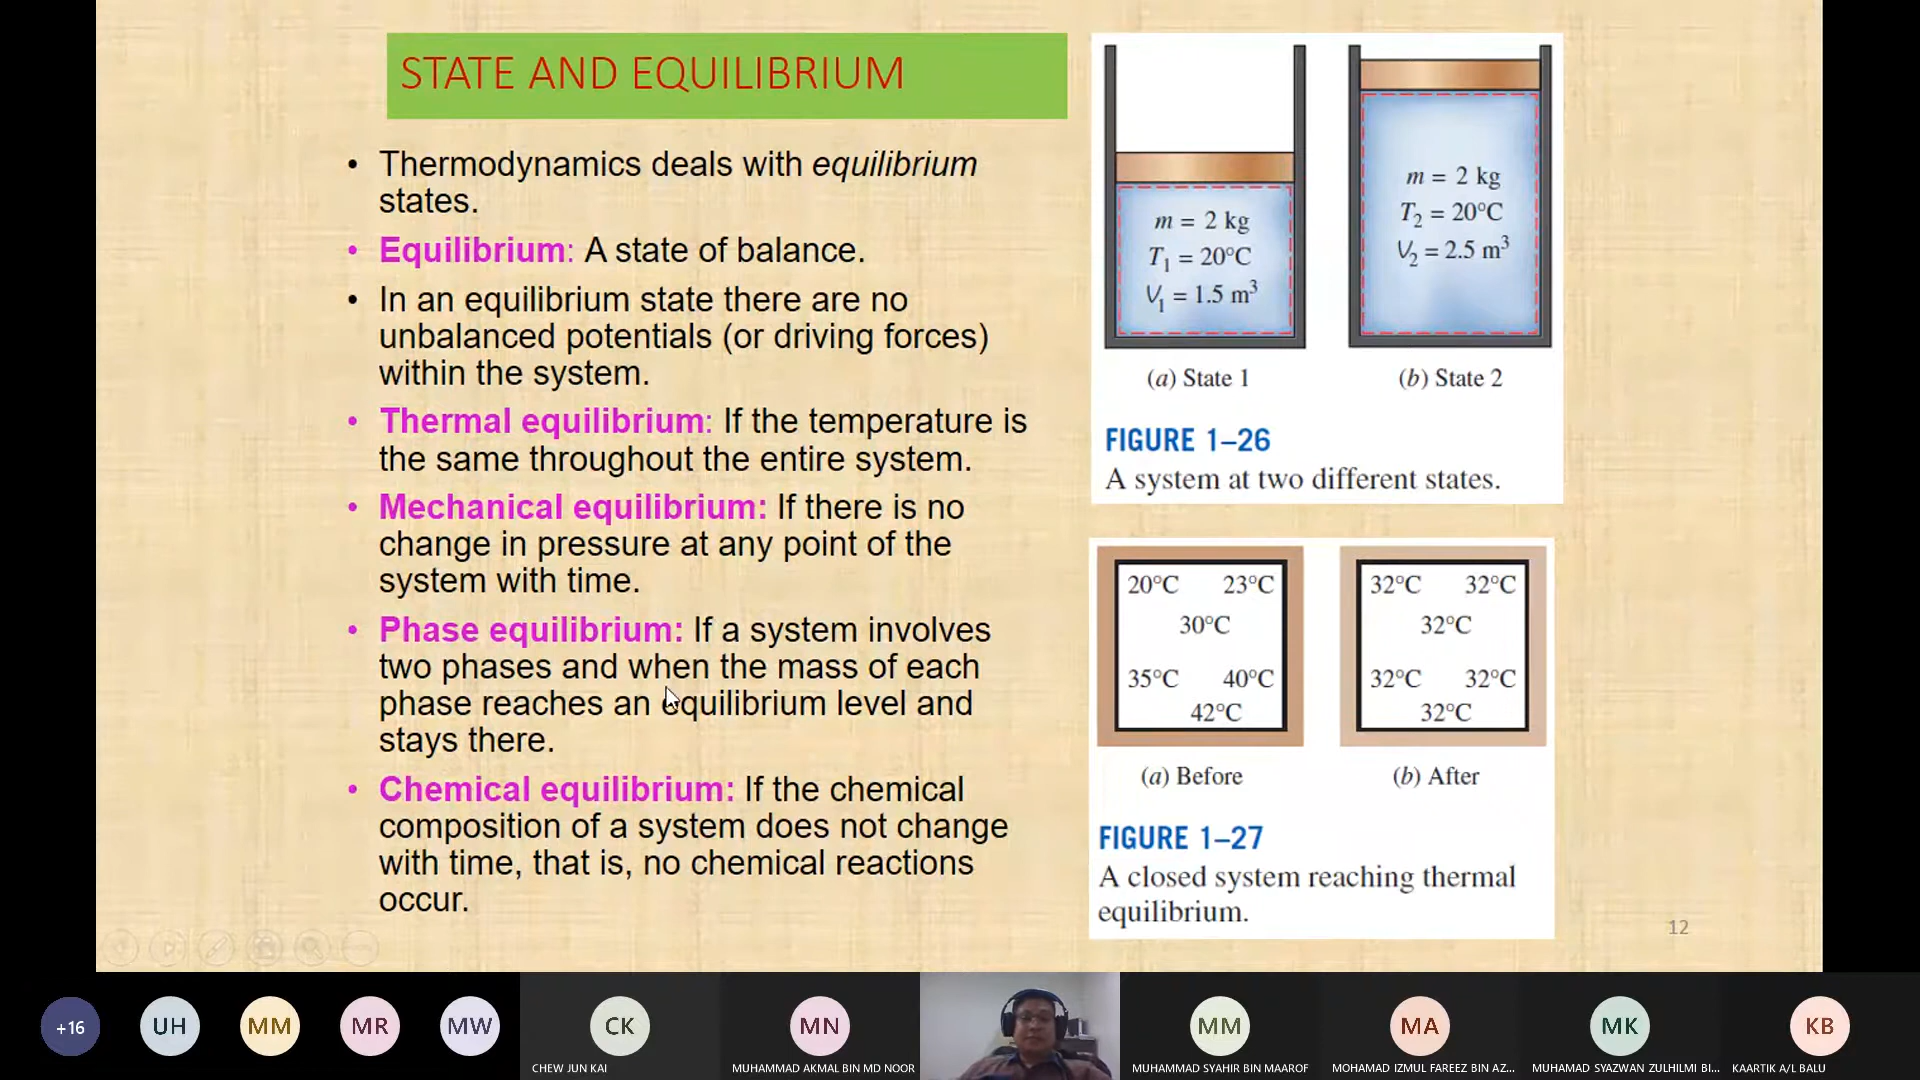 STATE AND EQUILIBRIUM
• Thermodynamics deals with equilibrium
states.
• Equilibrium: A state of balance.
• In an equilibrium state there are no
unbalanced potentials (or driving forces)
within the system.
• Thermal equilibrium: If the temperature is
the same throughout the entire system.
• Mechanical equilibrium: If there is no
change in pressure at any point of the
system with time.
• Phase equilibrium: If a system involves
two phases and when the mass of each
phase reaches an equilibrium level and
stays there.
• Chemical equilibrium: If the chemical
composition of a system does not change
with time, that is, no chemical reactions
occur.
m = 2 kg
T₁ = 20°C
V₁ = 1.5 m³
(a) State 1
m = 2 kg
T₂ = 20°C
V₂ = 2.5 m³
(b) State 2
FIGURE 1–26
A system at two different states.
20°C 23°C
30°C
35°C 40°C
42°C
(a) Before
32°C 32°C
32°C
32°C 32°C
32°C
(b) After
FIGURE 1–27
A closed system reaching thermal
equilibrium.
12
+16
UH
MM
MR
MW
CK
CHEW JUN KAI
MN
MUHAMMAD AKMAL BIN MD NOOR
MM
MUHAMMAD SYAHIR BIN MAAROF
MA
MOHAMAD IZMUL FAREEZ BIN AZ...
MK
MUHAMAD SYAZWAN ZULHILMI BI...
KB
KAARTIK A/L BALU